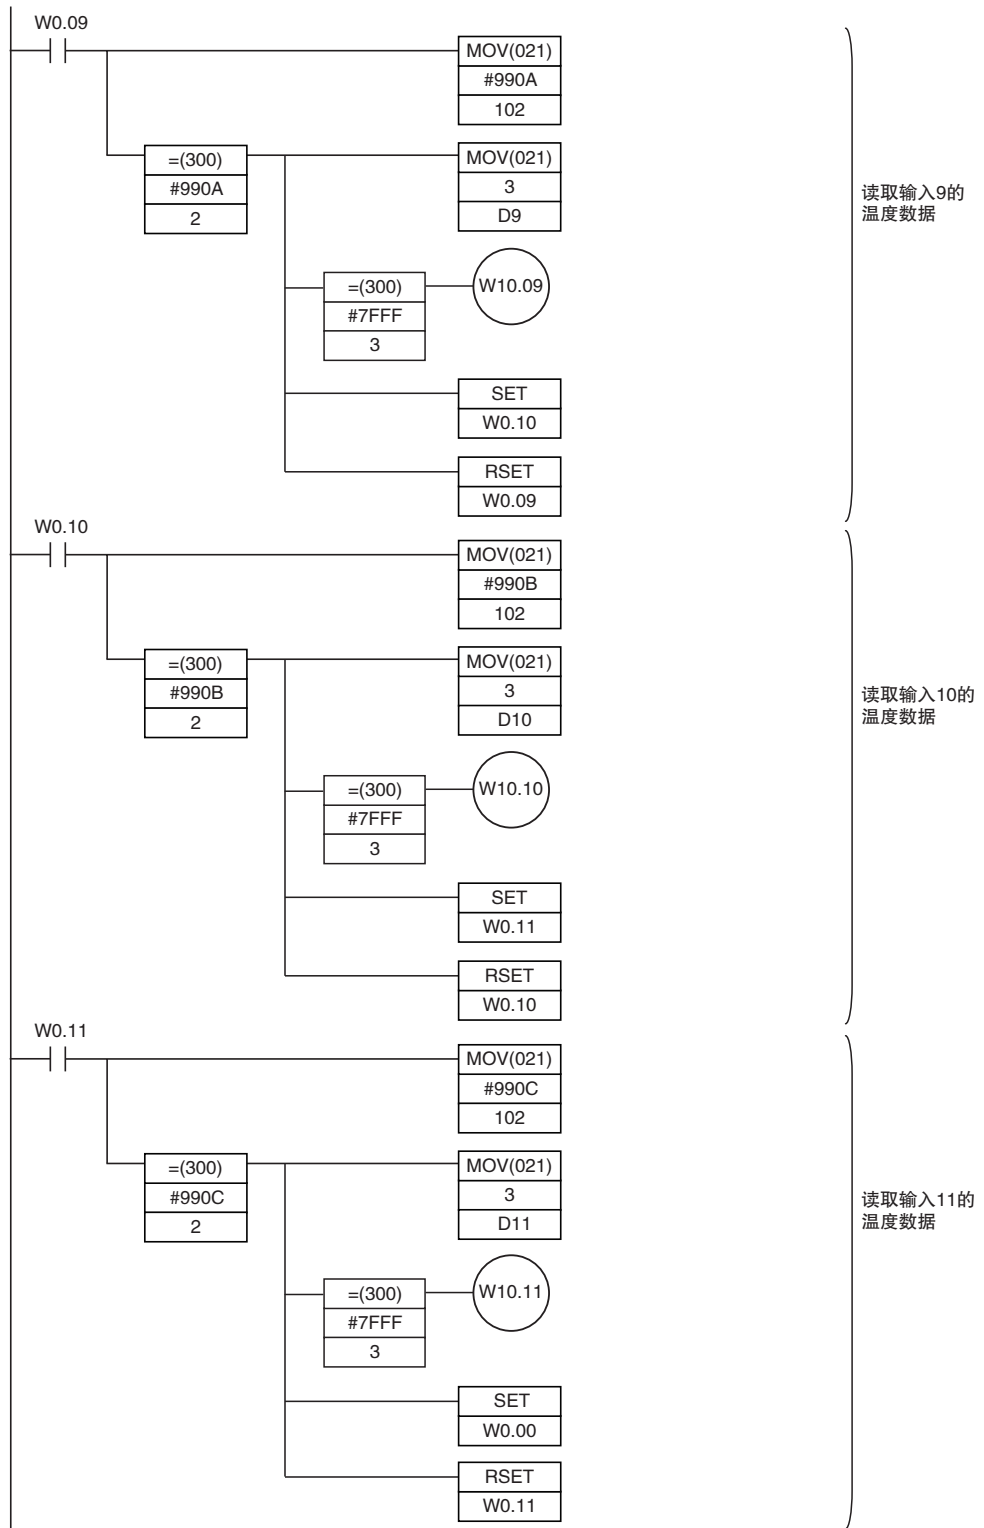 W0.09
MOV(021)
#990A
102
=(300)
#990A
2
MOV(021)
3
D9
读取输入9的
温度数据
=(300)
#7FFF
3
W10.09
SET
W0.10
RSET
W0.09
W0.10
MOV(021)
#990B
102
=(300)
#990B
2
MOV(021)
3
D10
读取输入10的
温度数据
=(300)
#7FFF
3
W10.10
SET
W0.11
RSET
W0.10
W0.11
MOV(021)
#990C
102
=(300)
#990C
2
MOV(021)
3
D11
读取输入11的
温度数据
=(300)
#7FFF
3
W10.11
SET
W0.00
RSET
W0.11